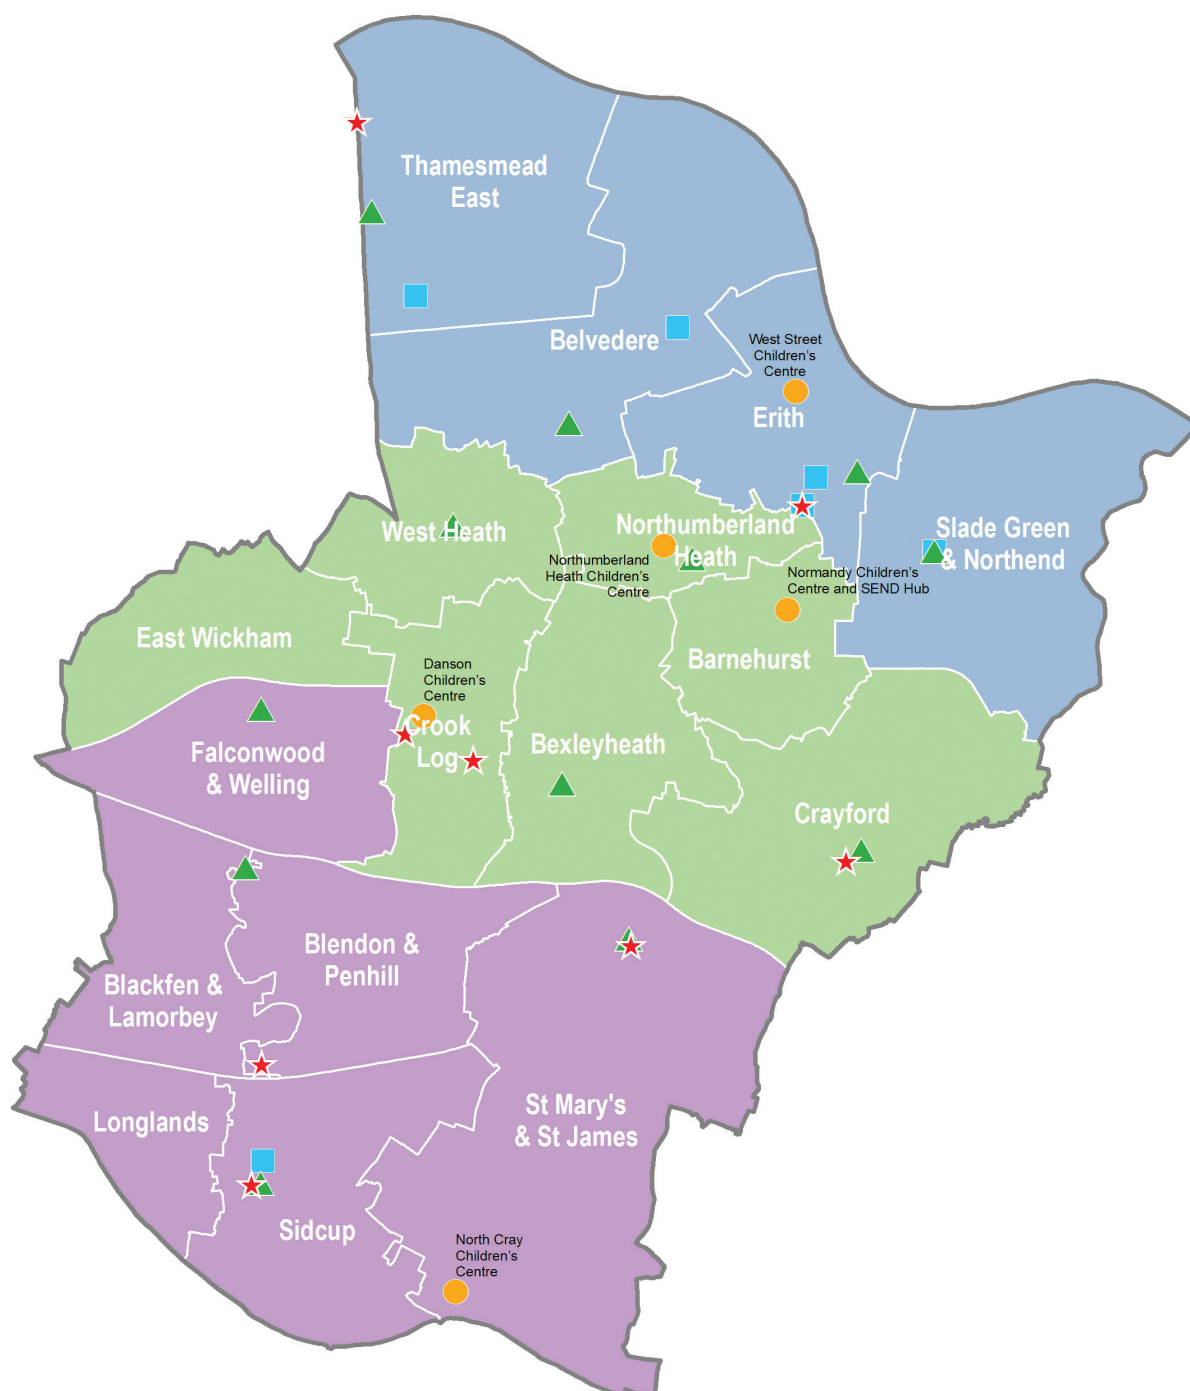 Thamesmead
East
Belvedere
West Street
Children's
Centre
Erith
West Heath
Northumberland
Heath
Slade Green
& Northend
Northumberland
Heath Children's
Centre
Normandy Children's
Centre and SEND Hub
East Wickham
Barnehurst
Danson
Children's
Centre
Crook
Log
Bexleyheath
Falconwood
& Welling
Crayford
Blendon &
Penhill
Blackfen &
Lamorbey
Longlands
St Mary's
& St James
Sidcup
North Cray
Children's
Centre